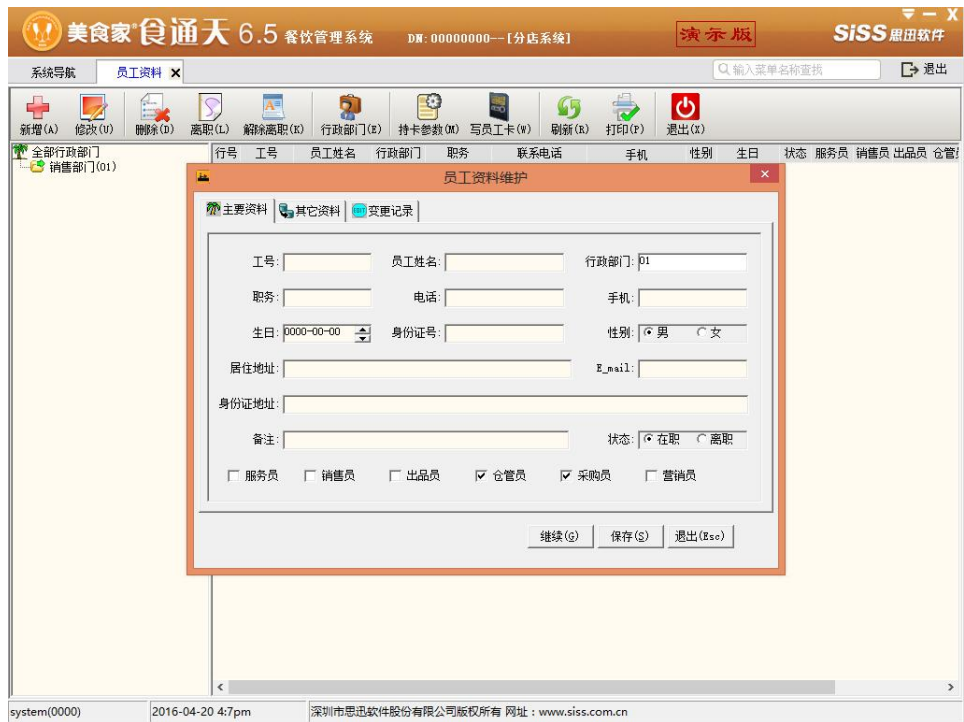 美食家®食通天 6.5 餐饮管理系统 DW:00000000--[分店系统] 演示版 SiSS 思迅软件
系统导航 员工资料 X 输入菜单名称查找 退出
新增(A) 修改(U) 删除(D) 离职(L) 解除离职(K) 行政部门(E) 持卡参数(M) 写员工卡(W) 刷新(R) 打印(P) 退出(X)
全部行政部门 行号 工号 员工姓名 行政部门 职务 联系电话 手机 性别 生日 状态 服务员 销售员 出品员 仓管
销售部门(01)
员工资料维护
主要资料 其它资料 变更记录
工号: 员工姓名: 行政部门: 01
职务: 电话: 手机:
生日: 0000-00-00 身份证号: 性别: 男 女
居住地址: E_mail:
身份证地址:
备注: 状态: 在职 离职
服务员 销售员 出品员 仓管员 采购员 营销员
继续(G) 保存(S) 退出(Esc)
system(0000) 2016-04-20 4:7pm 深圳市思迅软件股份有限公司版权所有 网址：www.siss.com.cn